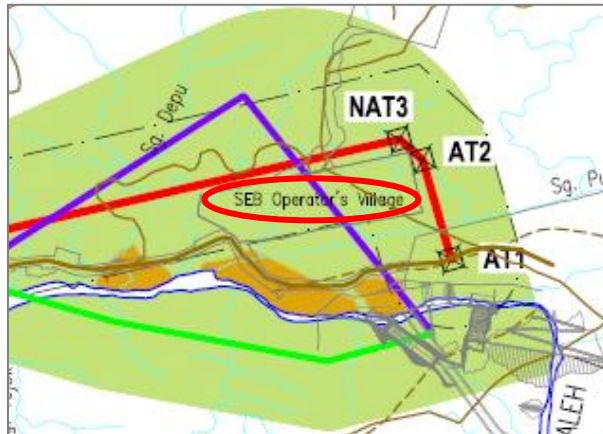 NAT3
Sg. Depu
AT2
SEB Operator's Village
AT1
ALEH